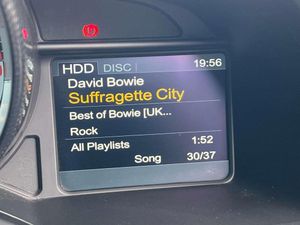 HDD DISC 19:56
David Bowie
Suffragette City
Best of Bowie [UK...
Rock
All Playlists 1:52
Song 30/37